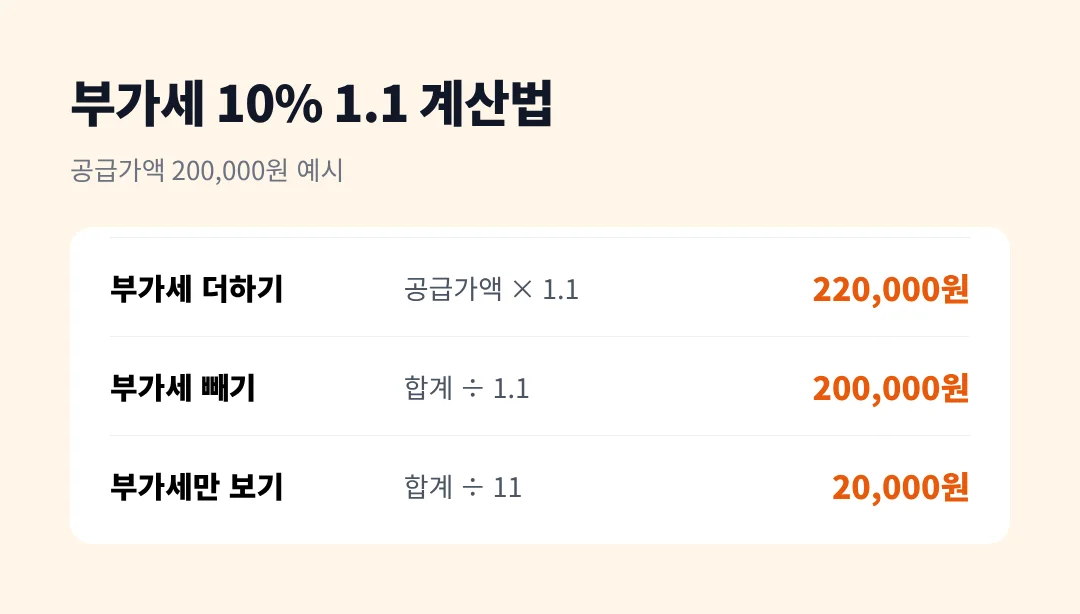 부가세 10% 1.1 계산법
공급가액 200,000원 예시
부가세 더하기 공급가액 × 1.1 220,000원
부가세 빼기 합계 ÷ 1.1 200,000원
부가세만 보기 합계 ÷ 11 20,000원